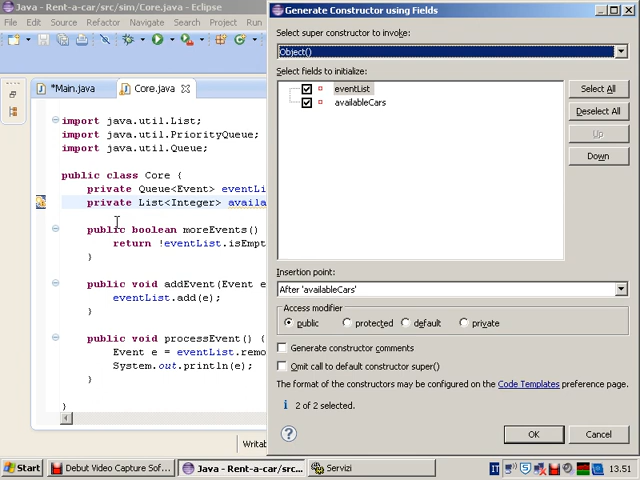 Java - Rent-a-car/src/sim/Core.java - Eclipse
File Edit Source Refactor Navigate Search Project Run
*Main.java
Core.java
import java.util.List;
import java.util.PriorityQueue;
import java.util.Queue;
public class Core {
private Queue<Event> eventLi
private List<Integer> availa
public boolean moreEvents()
return !eventList.isEmpt
}
public void addEvent(Event e
eventList.add(e);
}
public void processEvent() {
Event e = eventList.remo
System.out.println(e);
}
}
Writab
Generate Constructor using Fields
Select super constructor to invoke:
Object()
Select fields to initialize:
eventList
availableCars
Select All
Deselect All
Up
Down
Insertion point:
After 'availableCars'
Access modifier
public protected default private
Generate constructor comments
Omit call to default constructor super()
The format of the constructors may be configured on the Code Templates preference page.
2 of 2 selected.
OK
Cancel
Start
Debut Video Capture Sof...
Java - Rent-a-car/src...
Servizi
IT
13.51